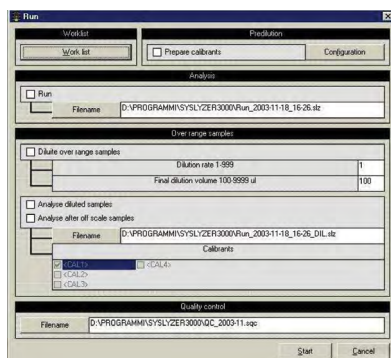 Run
Worklist
Predilution
Work list
Prepare calibrants
Configuration
Analysis
Run
Filename D:\PROGRAMMI\SYSLYZER3000\Run_2003-11-18_16-26.slz
Over range samples
Diluite over range samples
Dilution rate 1-999 1
Final dilution volume 100-9999 ul 100
Analyse diluted samples
Analyse after off scale samples
Filename D:\PROGRAMMI\SYSLYZER3000\Run_2003-11-18_16-26_DIL.slz
Calibrants
<CAL1> <CAL4>
<CAL2>
<CAL3>
Quality control
Filename D:\PROGRAMMI\SYSLYZER3000\QC_2003-11.sqc
Start Cancel